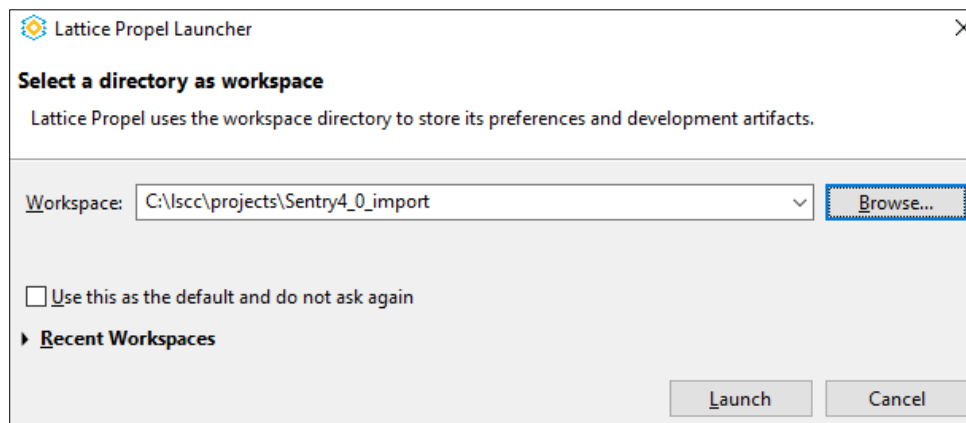 Lattice Propel Launcher
Select a directory as workspace
Lattice Propel uses the workspace directory to store its preferences and development artifacts.
Workspace: C:\lscc\projects\Sentry4_0_import Browse...
Use this as the default and do not ask again
Recent Workspaces
Launch Cancel